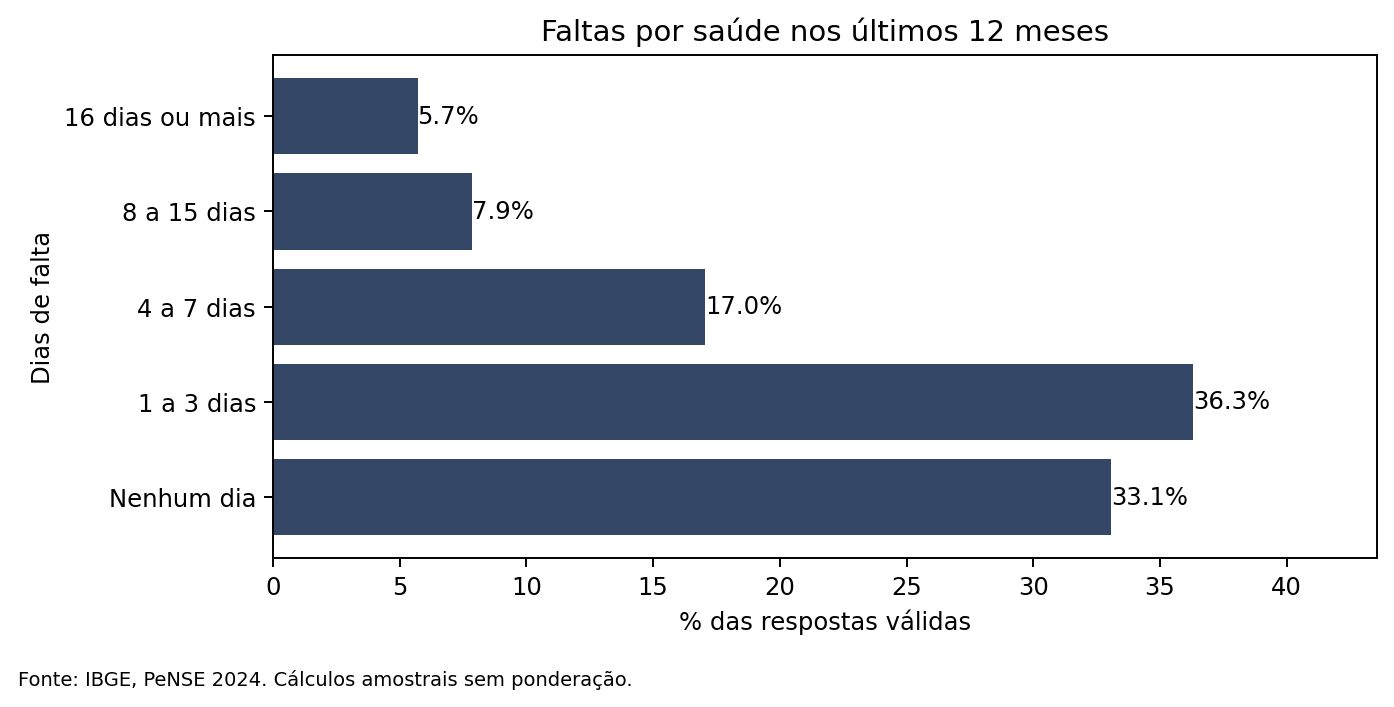 Faltas por saúde nos últimos 12 meses
Dias de falta
16 dias ou mais
5.7%
8 a 15 dias
7.9%
4 a 7 dias
17.0%
1 a 3 dias
36.3%
Nenhum dia
33.1%
0 5 10 15 20 25 30 35 40
% das respostas válidas
Fonte: IBGE, PeNSE 2024. Cálculos amostrais sem ponderação.